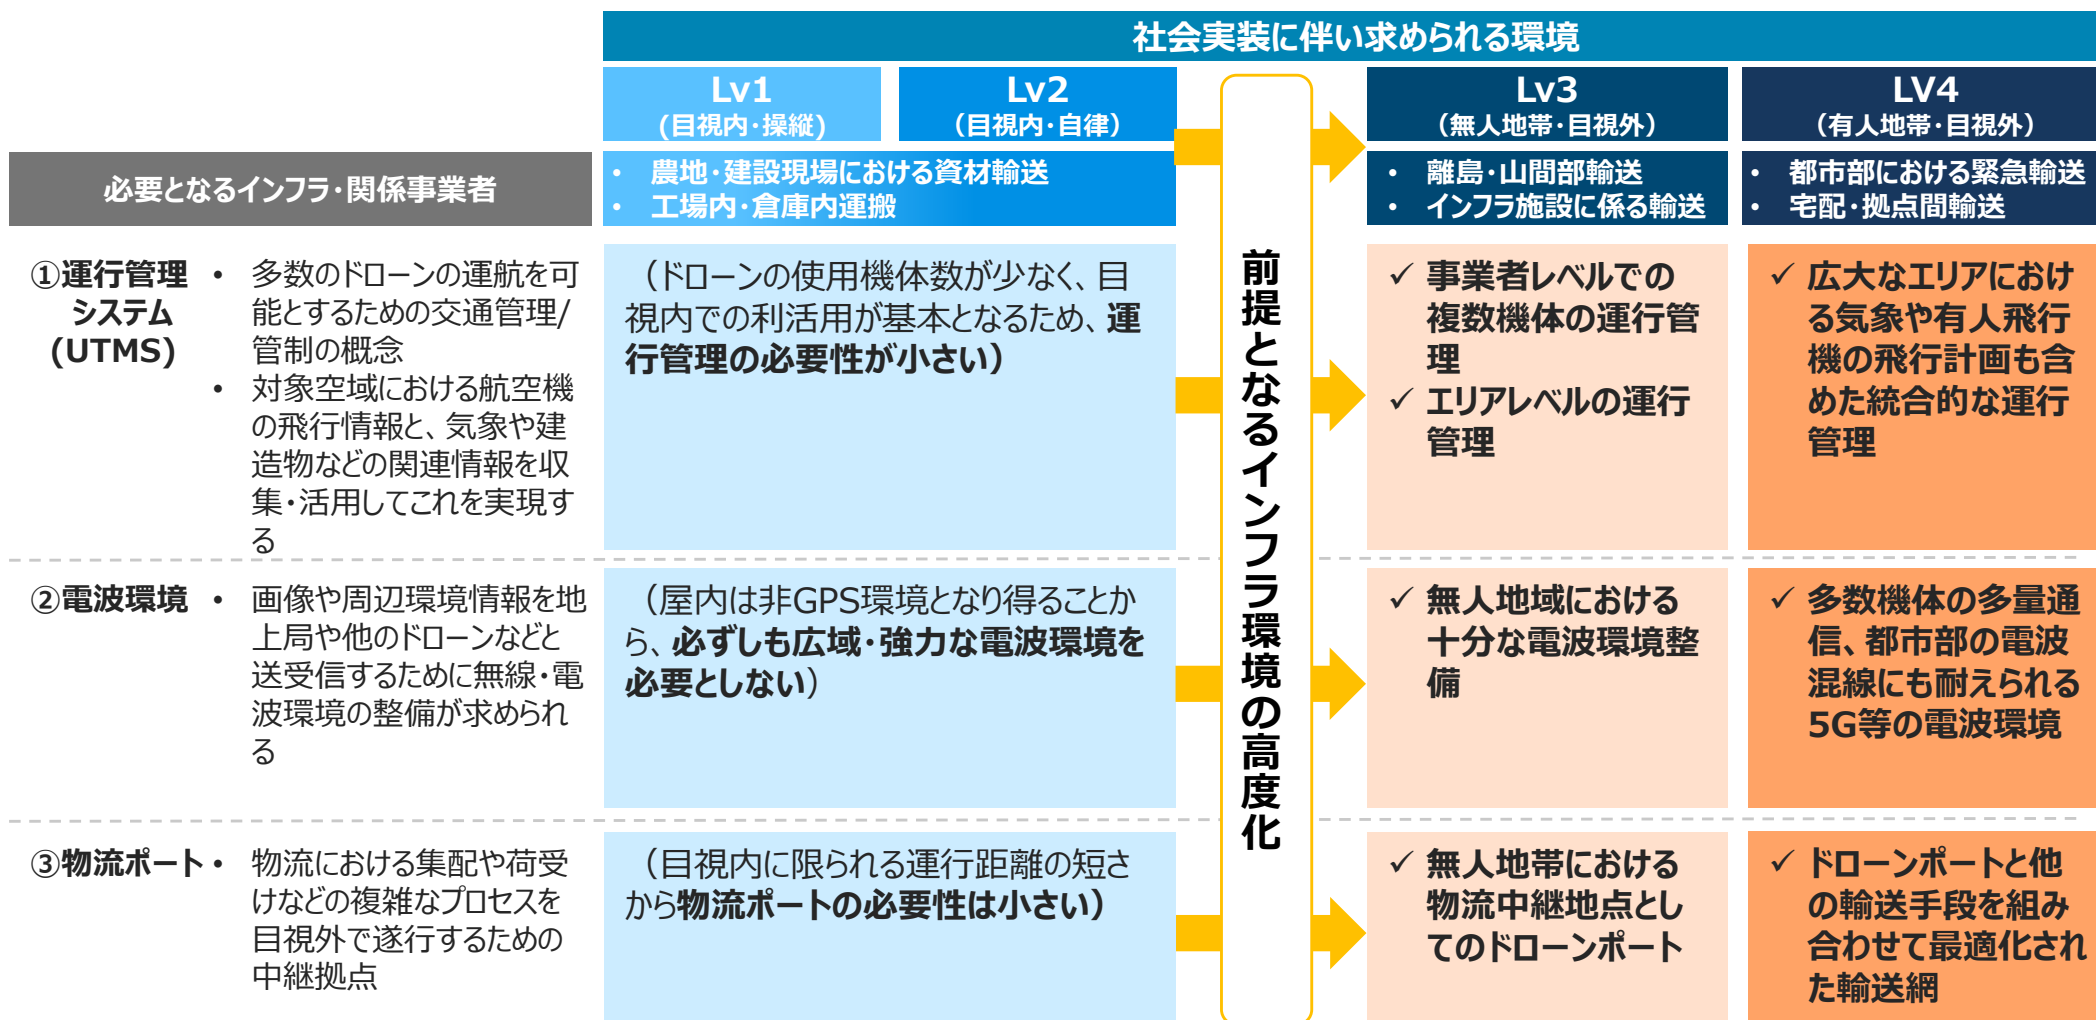 社会実装に伴い求められる環境
Lv1
(目視内・操縦)
Lv2
(目視内・自律)
Lv3
(無人地帯・目視外)
LV4
(有人地帯・目視外)
必要となるインフラ・関係事業者
• 農地・建設現場における資材輸送
• 工場内・倉庫内運搬
• 離島・山間部輸送
• インフラ施設に係る輸送
• 都市部における緊急輸送
• 宅配・拠点間輸送
前提となるインフラ環境の高度化
①運行管理
システム
(UTMS)
• 多数のドローンの運航を可
能とするための交通管理/
管制の概念
• 対象空域における航空機
の飛行情報と、気象や建
造物などの関連情報を収
集・活用してこれを実現す
る
(ドローンの使用機体数が少なく、目
視内での利活用が基本となるため、運
行管理の必要性が小さい)
✓ 事業者レベルでの
複数機体の運行管
理
✓ エリアレベルの運行
管理
✓ 広大なエリアにおけ
る気象や有人飛行
機の飛行計画も含
めた統合的な運行
管理
②電波環境
• 画像や周辺環境情報を地
上局や他のドローンなどと
送受信するために無線・電
波環境の整備が求められ
る
(屋内は非GPS環境となり得ることか
ら、必ずしも広域・強力な電波環境を
必要としない)
✓ 無人地域における
十分な電波環境整
備
✓ 多数機体の多量通
信、都市部の電波
混線にも耐えられる
5G等の電波環境
③物流ポート
• 物流における集配や荷受
けなどの複雑なプロセスを
目視外で遂行するための
中継拠点
(目視内に限られる運行距離の短さ
から物流ポートの必要性は小さい)
✓ 無人地帯における
物流中継地点とし
てのドローンポート
✓ ドローンポートと他
の輸送手段を組み
合わせて最適化され
た輸送網